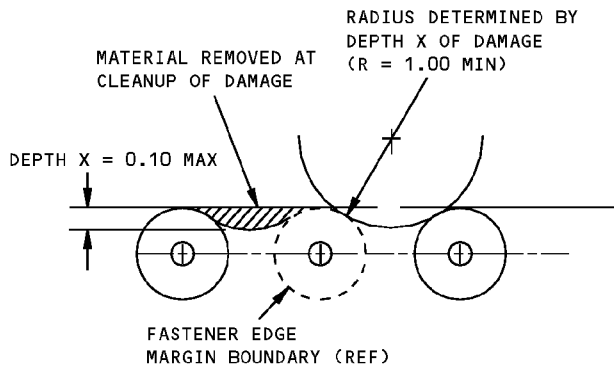 RADIUS DETERMINED BY
DEPTH X OF DAMAGE
(R = 1.00 MIN)
MATERIAL REMOVED AT
CLEANUP OF DAMAGE
DEPTH X = 0.10 MAX
FASTENER EDGE
MARGIN BOUNDARY (REF)